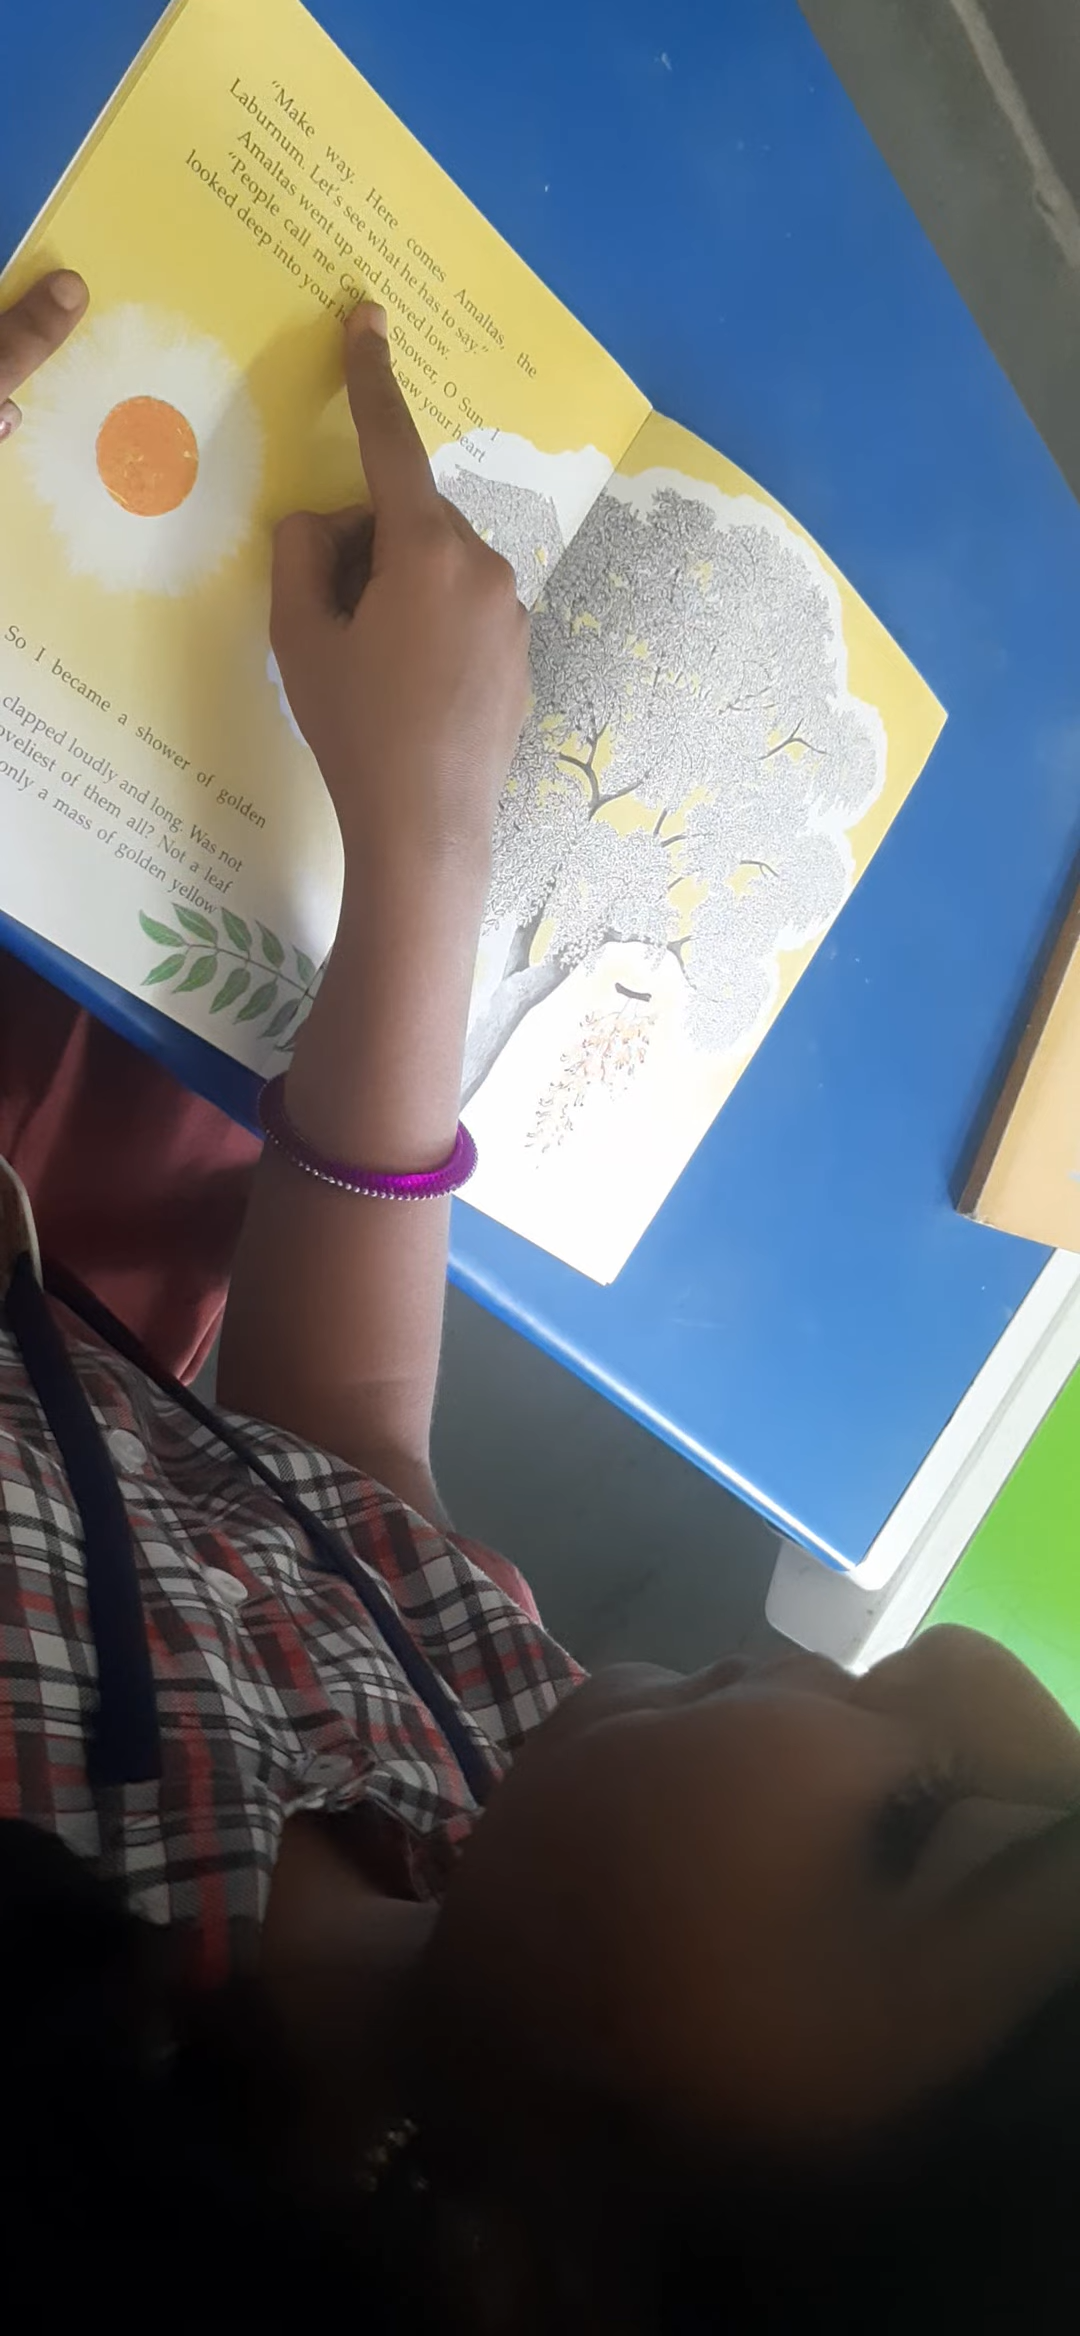 "Make way. Here comes Amaltas, the
Laburnum. Let's see what he has to say."
Amaltas went up and bowed low.
"People call me Shower, O Sun. I
looked deep into your saw your heart
So I became a shower of golden
clapped loudly and long. Was not
of them all? Not a leaf
only a mass of golden yellow